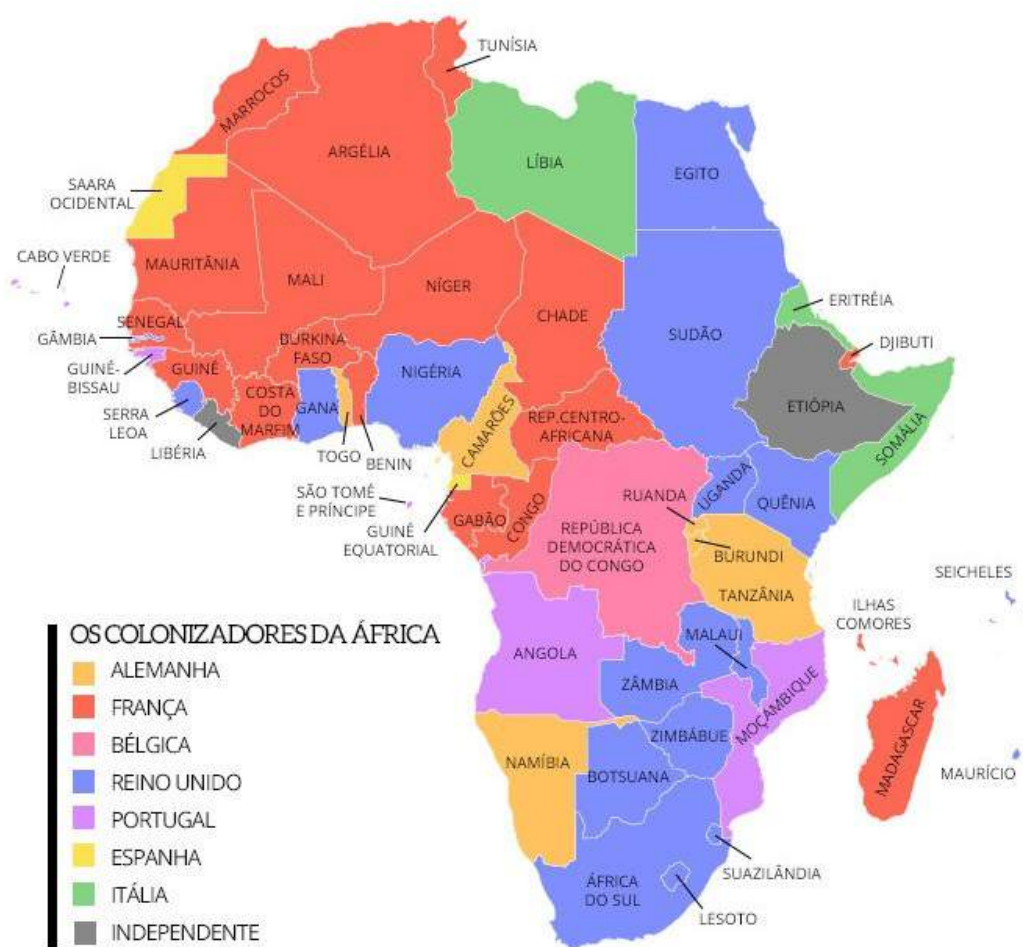 TUNÍSIA
MARROCOS
ARGÉLIA
LÍBIA
EGITO
SAARA
OCIDENTAL
CABO VERDE
MAURITÂNIA
MALI
NÍGER
CHADE
SUDÃO
ERITRÉIA
DJIBUTI
SENEGAL
GÂMBIA
GUINÉ-
BISSAU
GUINÉ
BURKINA
FASO
NIGÉRIA
ETIÓPIA
SERRA
LEOA
COSTA
DO
MARFIM
GANA
LIBÉRIA
TOGO
BENIN
CAMARÕES
REP.CENTRO-
AFRICANA
SOMÁLIA
SÃO TOMÉ
E PRÍNCIPE
GUINÉ
EQUATORIAL
GABÃO
CONGO
RUANDA
UGANDA
QUÊNIA
REPÚBLICA
DEMOCRÁTICA
DO CONGO
BURUNDI
TANZÂNIA
SEICHELES
ILHAS
COMORES
ANGOLA
MALAUI
ZÂMBIA
MOÇAMBIQUE
ZIMBÁBUE
NAMÍBIA
BOTSUANA
MADAGASCAR
MAURÍCIO
SUAZILÂNDIA
ÁFRICA
DO SUL
LESOTO
OS COLONIZADORES DA ÁFRICA
ALEMANHA
FRANÇA
BÉLGICA
REINO UNIDO
PORTUGAL
ESPANHA
ITÁLIA
INDEPENDENTE